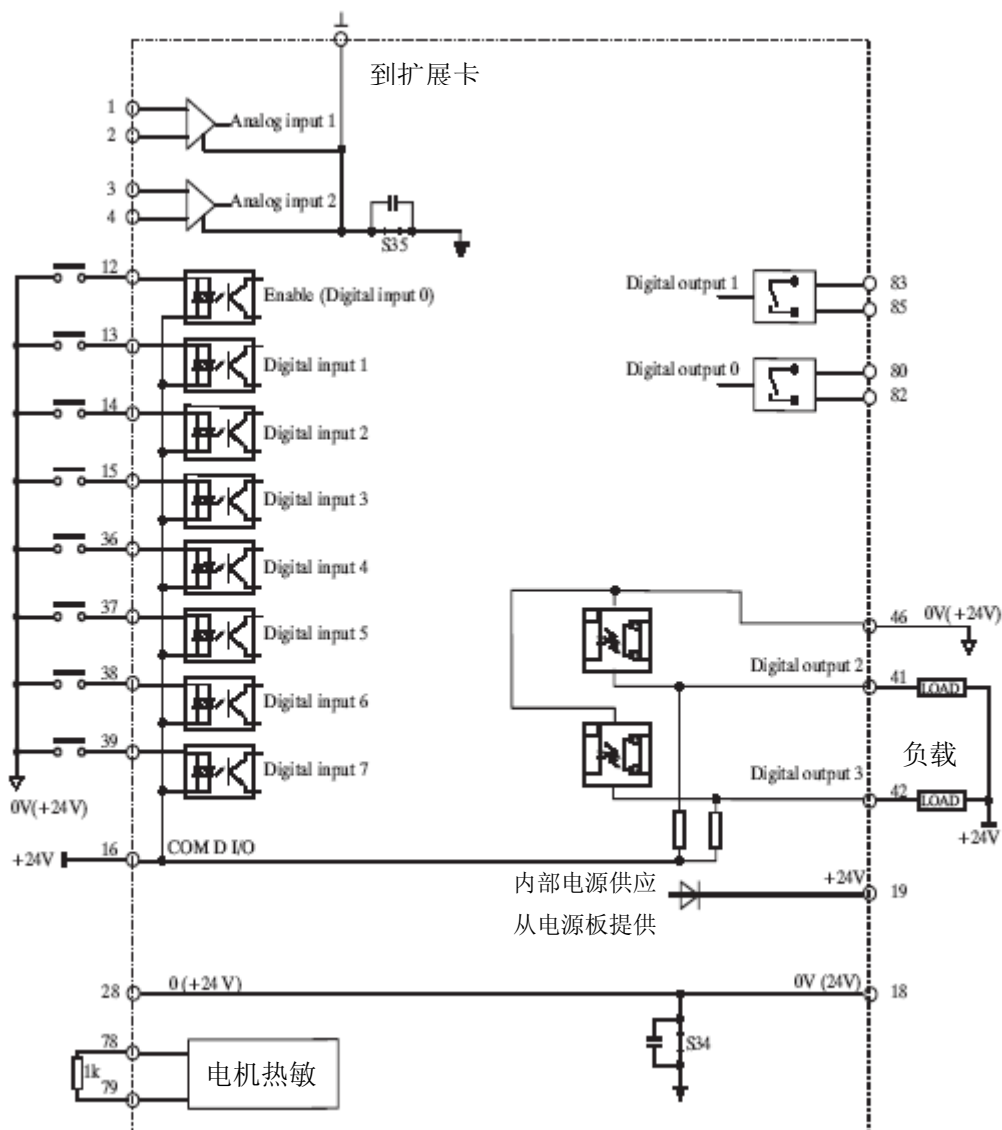 到扩展卡
1
Analog input 1
2
3
Analog input 2
4
S35
12
Enable (Digital input 0)
Digital output 1
83
85
13
Digital input 1
Digital output 0
80
82
14
Digital input 2
15
Digital input 3
36
Digital input 4
37
Digital input 5
46
0V(+24V)
38
Digital input 6
Digital output 2
41
LOAD
39
Digital input 7
负载
Digital output 3
42
LOAD
0V(+24V)
+24V
+24V
16
COM D I/O
内部电源供应
+24V
19
从电源板提供
28
0 (+24 V)
0V (24V)
18
S34
78
1k
电机热敏
79